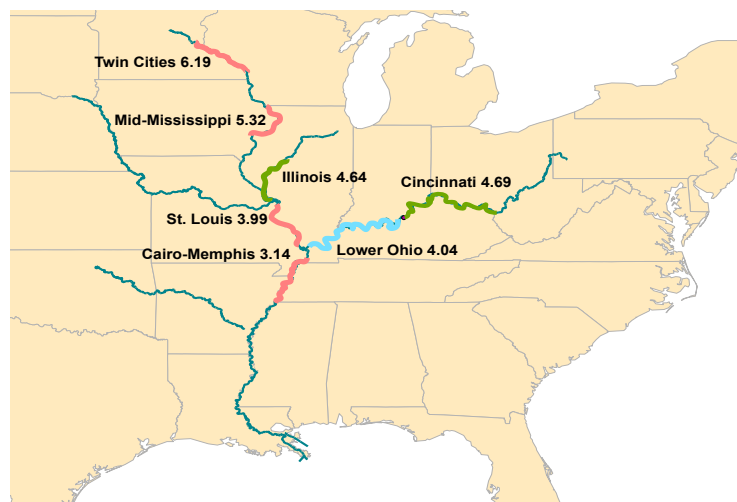 Twin Cities 6.19
Mid-Mississippi 5.32
Illinois 4.64
Cincinnati 4.69
St. Louis 3.99
Cairo-Memphis 3.14
Lower Ohio 4.04